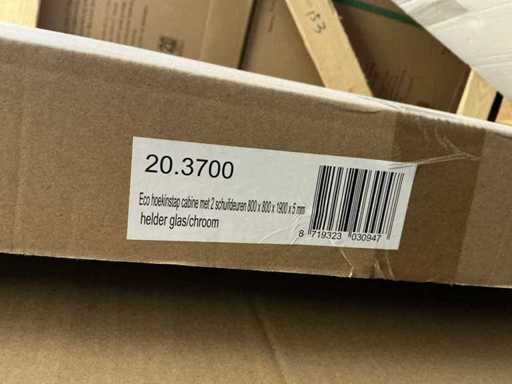 153
20.3700
Eco hoekinstap cabine met 2 schuifdeuren 800 x 800 x 1900 x 5 mm
helder glas/chroom
8 719323 030947